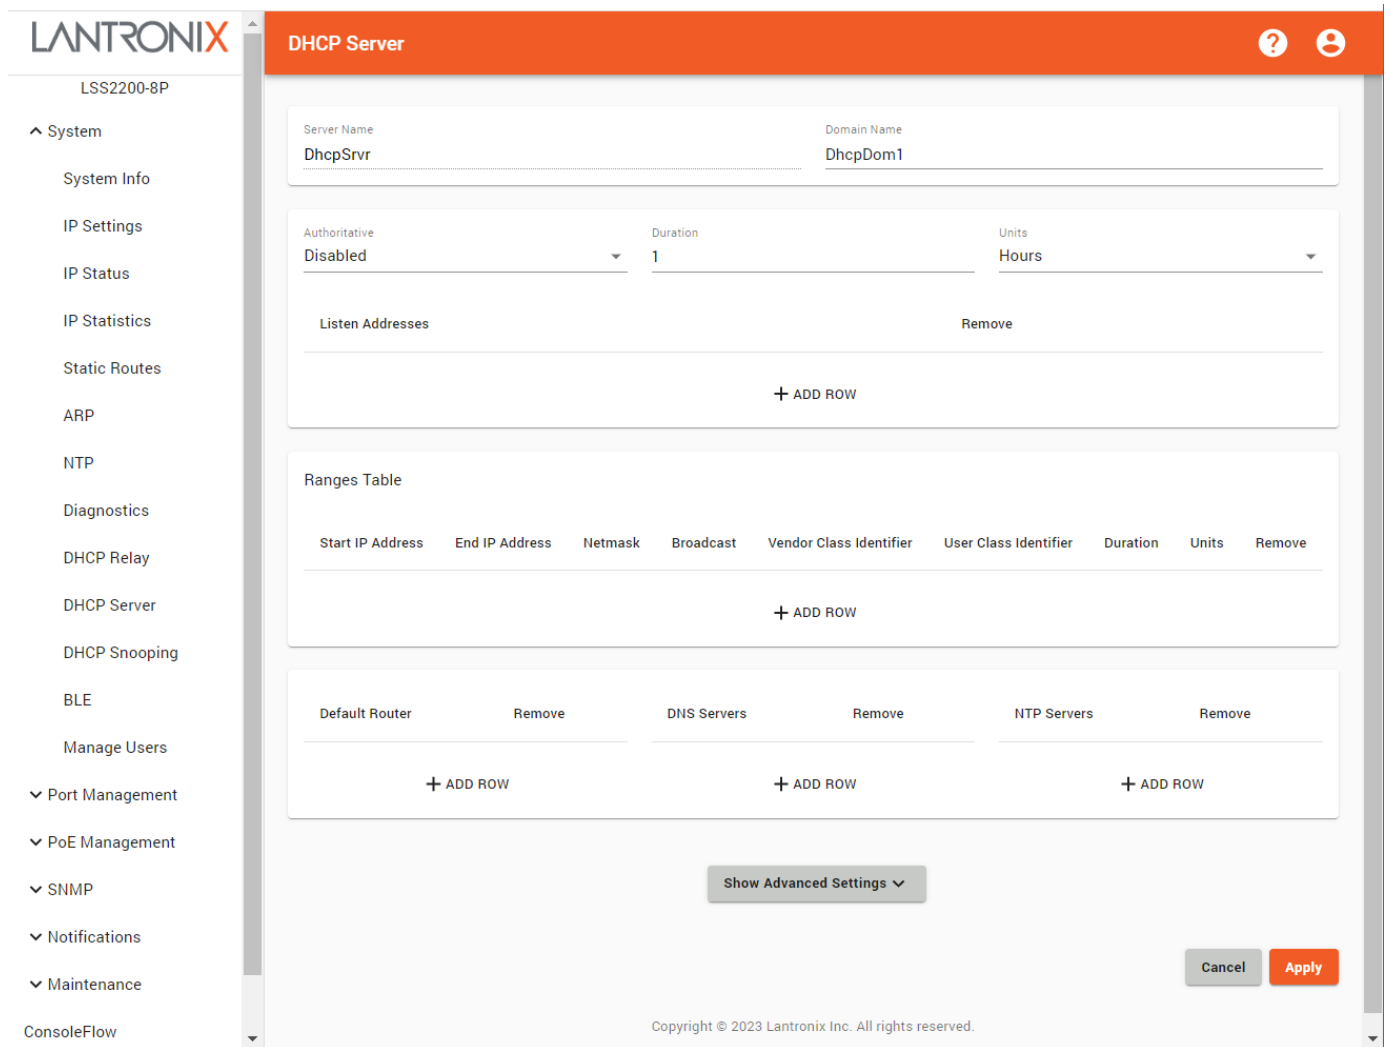 LANTRONIX
LSS2200-8P
System
System Info
IP Settings
IP Status
IP Statistics
Static Routes
ARP
NTP
Diagnostics
DHCP Relay
DHCP Server
DHCP Snooping
BLE
Manage Users
Port Management
PoE Management
SNMP
Notifications
Maintenance
ConsoleFlow
DHCP Server
?
Server Name Domain Name
DhcpSrvr DhcpDom1
Authoritative Duration Units
Disabled 1 Hours
Listen Addresses Remove
+ ADD ROW
Ranges Table
Start IP Address End IP Address Netmask Broadcast Vendor Class Identifier User Class Identifier Duration Units Remove
+ ADD ROW
Default Router Remove DNS Servers Remove NTP Servers Remove
+ ADD ROW + ADD ROW + ADD ROW
Show Advanced Settings
Cancel Apply
Copyright © 2023 Lantronix Inc. All rights reserved.